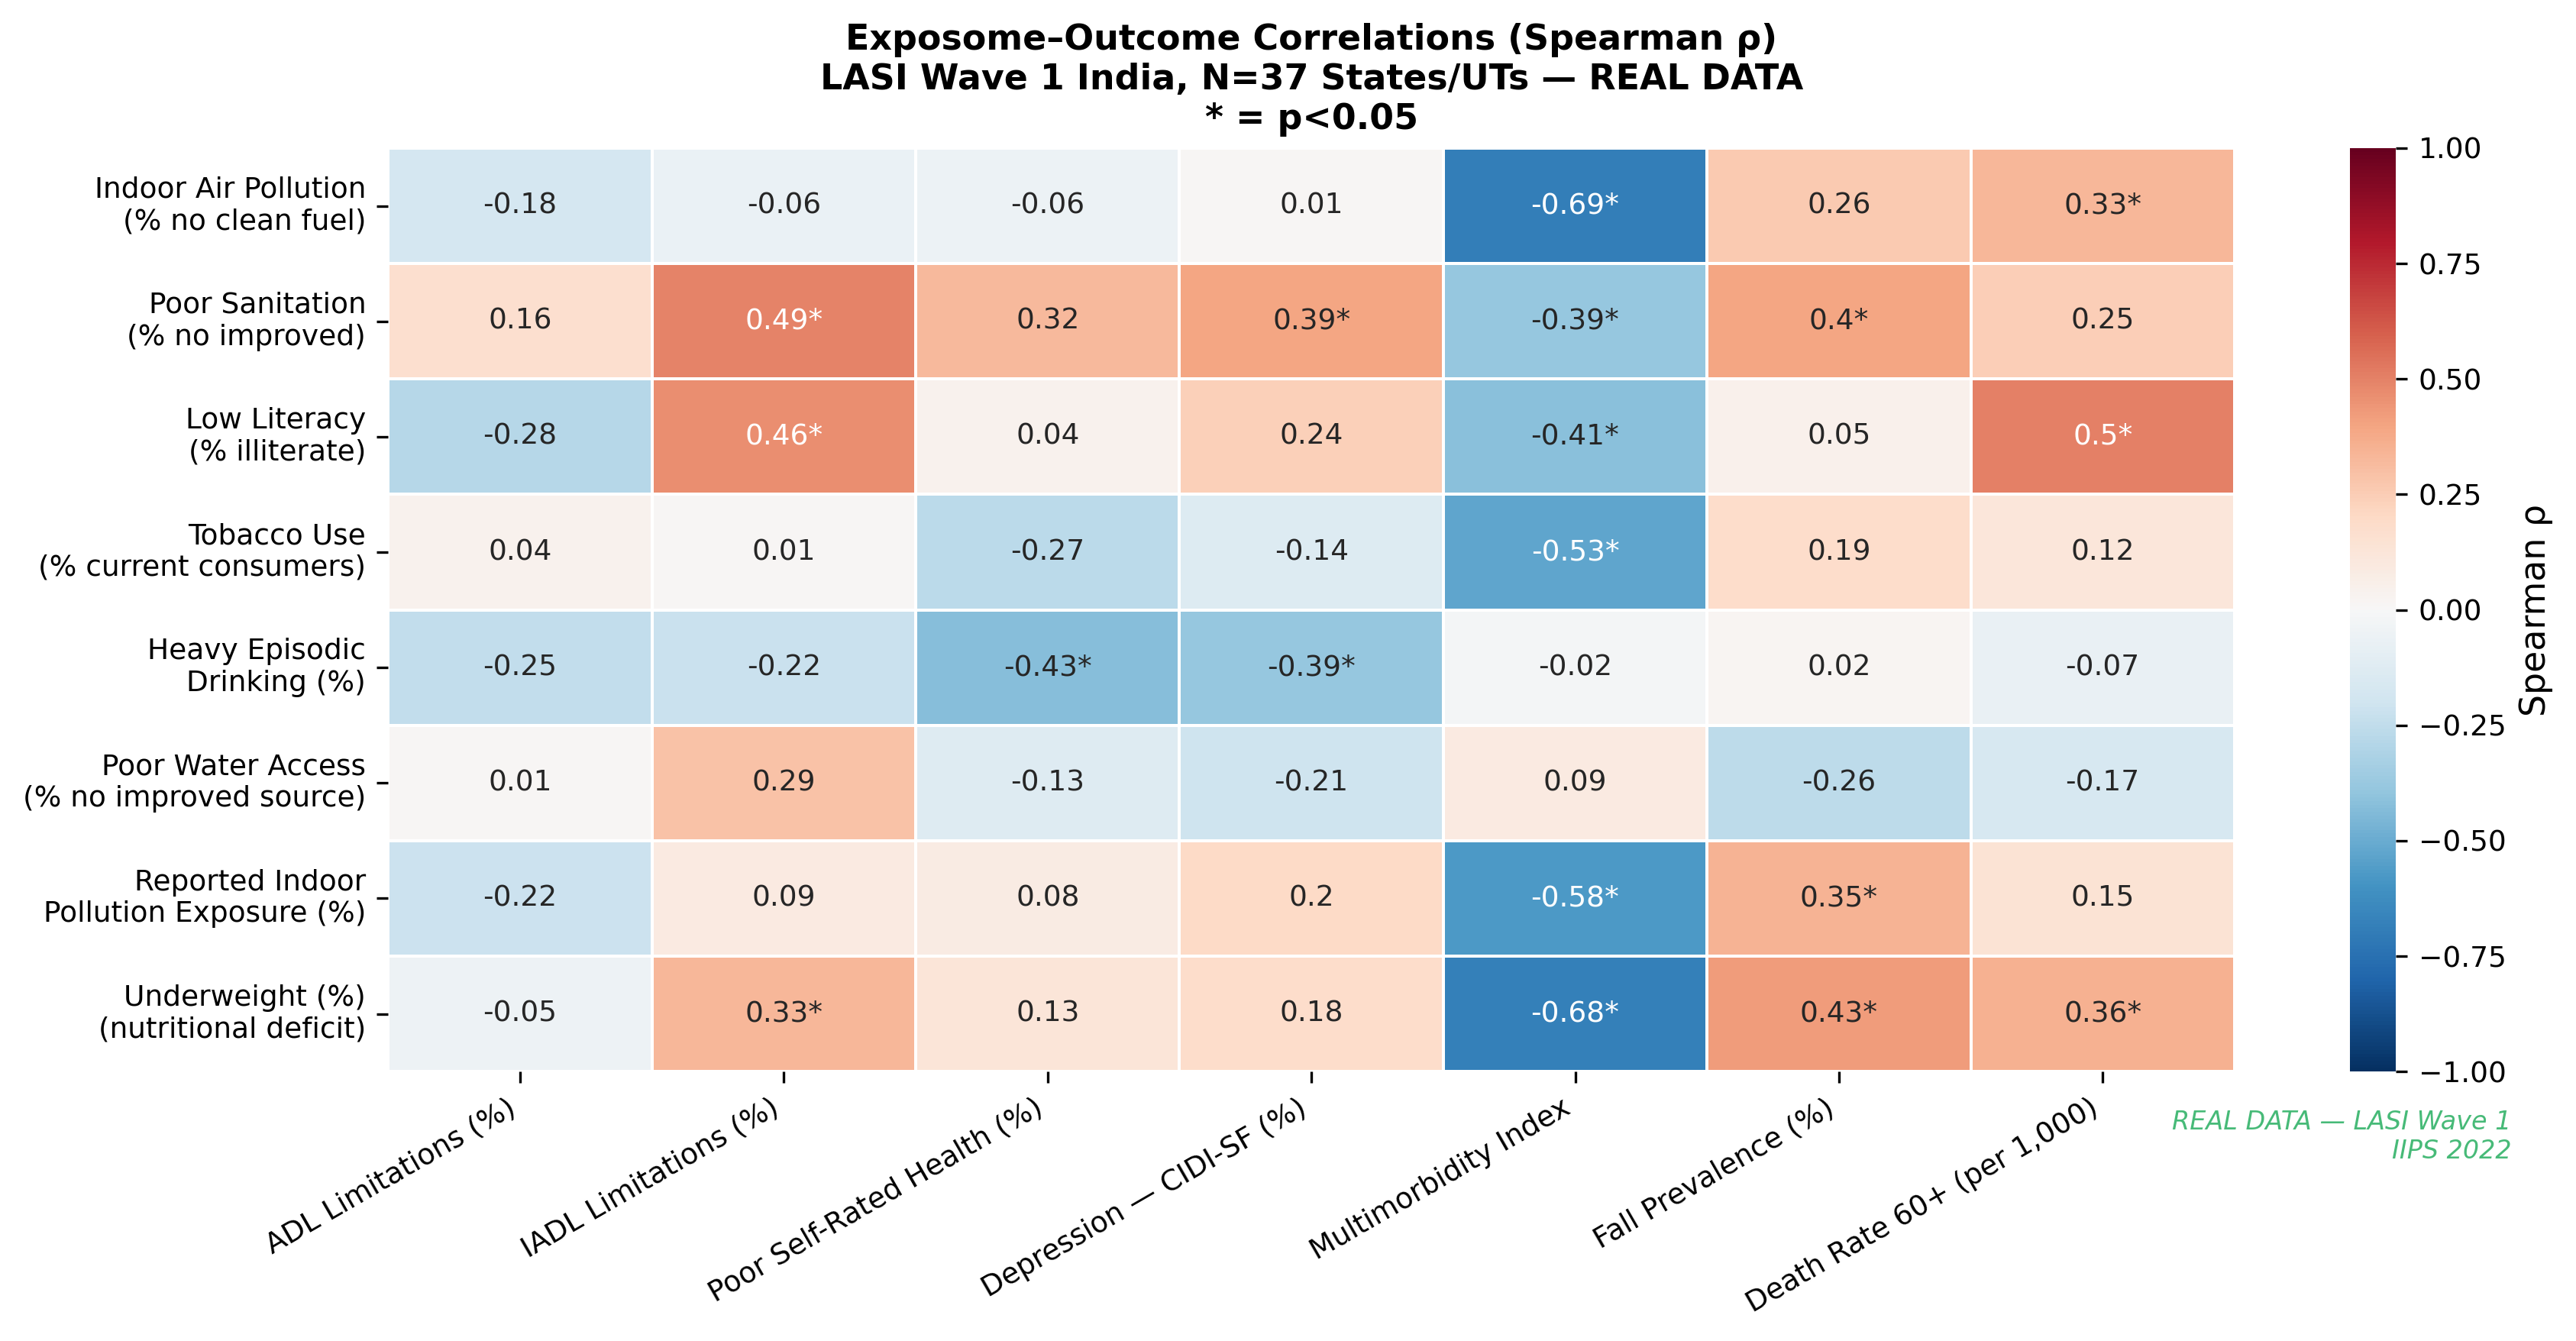 Exposome–Outcome Correlations (Spearman ρ)
LASI Wave 1 India, N=37 States/UTs — REAL DATA
* = p<0.05
Indoor Air Pollution
(% no clean fuel)
-0.18 -0.06 -0.06 0.01 -0.69* 0.26 0.33*
Poor Sanitation
(% no improved)
0.16 0.49* 0.32 0.39* -0.39* 0.4* 0.25
Low Literacy
(% illiterate)
-0.28 0.46* 0.04 0.24 -0.41* 0.05 0.5*
Tobacco Use
(% current consumers)
0.04 0.01 -0.27 -0.14 -0.53* 0.19 0.12
Heavy Episodic
Drinking (%)
-0.25 -0.22 -0.43* -0.39* -0.02 0.02 -0.07
Poor Water Access
(% no improved source)
0.01 0.29 -0.13 -0.21 0.09 -0.26 -0.17
Reported Indoor
Pollution Exposure (%)
-0.22 0.09 0.08 0.2 -0.58* 0.35* 0.15
Underweight (%)
(nutritional deficit)
-0.05 0.33* 0.13 0.18 -0.68* 0.43* 0.36*
ADL Limitations (%)
IADL Limitations (%)
Poor Self-Rated Health (%)
Depression — CIDI-SF (%)
Multimorbidity Index
Fall Prevalence (%)
Death Rate 60+ (per 1,000)
1.00
0.75
0.50
0.25
0.00
−0.25
−0.50
−0.75
−1.00
Spearman ρ
REAL DATA — LASI Wave 1
IIPS 2022